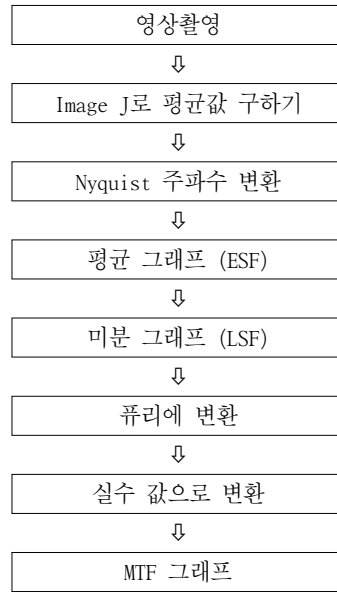 영상촬영
⇩
Image J로 평균값 구하기
⇩
Nyquist 주파수 변환
⇩
평균 그래프 (ESF)
⇩
미분 그래프 (LSF)
⇩
퓨리에 변환
⇩
실수 값으로 변환
⇩
MTF 그래프